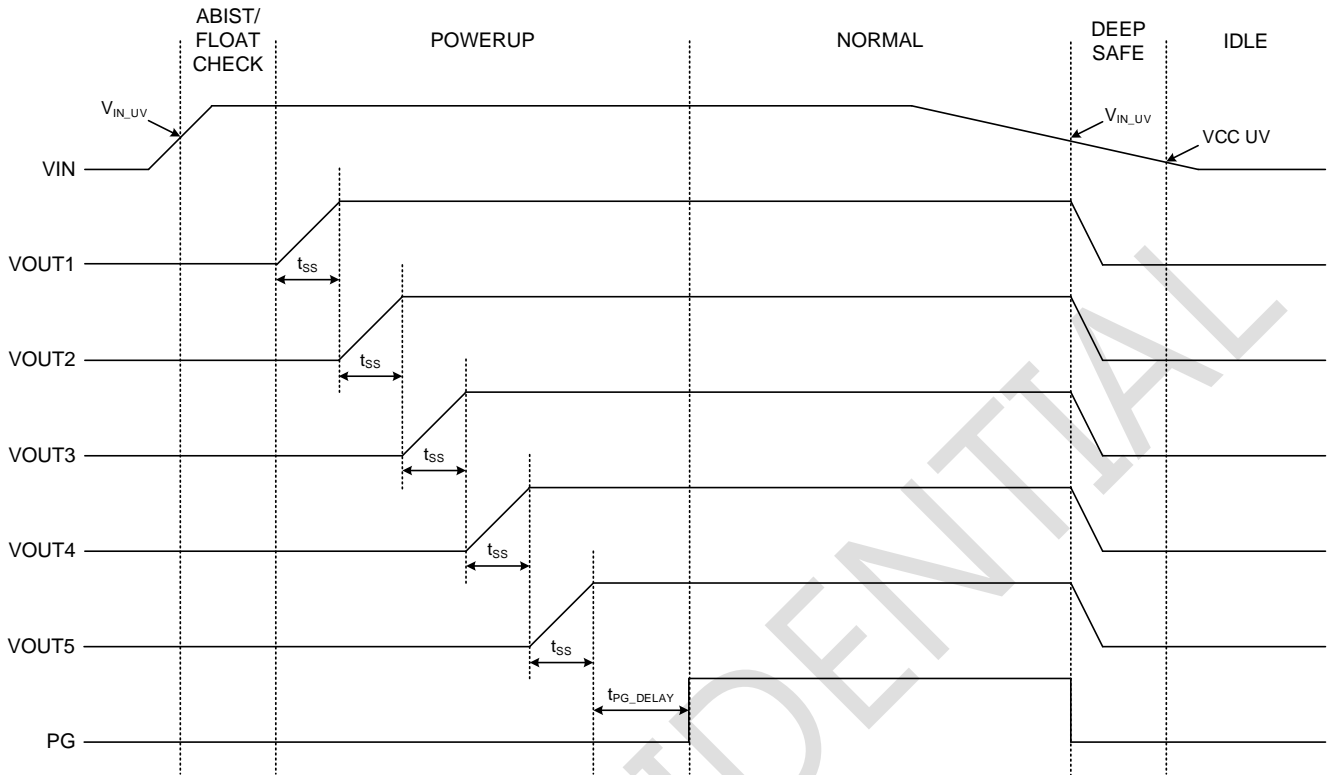 ABIST/
FLOAT
CHECK
POWERUP
NORMAL
DEEP
SAFE
IDLE
VIN_UV
VIN_UV
VCC UV
VIN
VOUT1
tSS
VOUT2
tSS
VOUT3
tSS
VOUT4
tSS
VOUT5
tSS
tPG_DELAY
PG
IDENTIAL